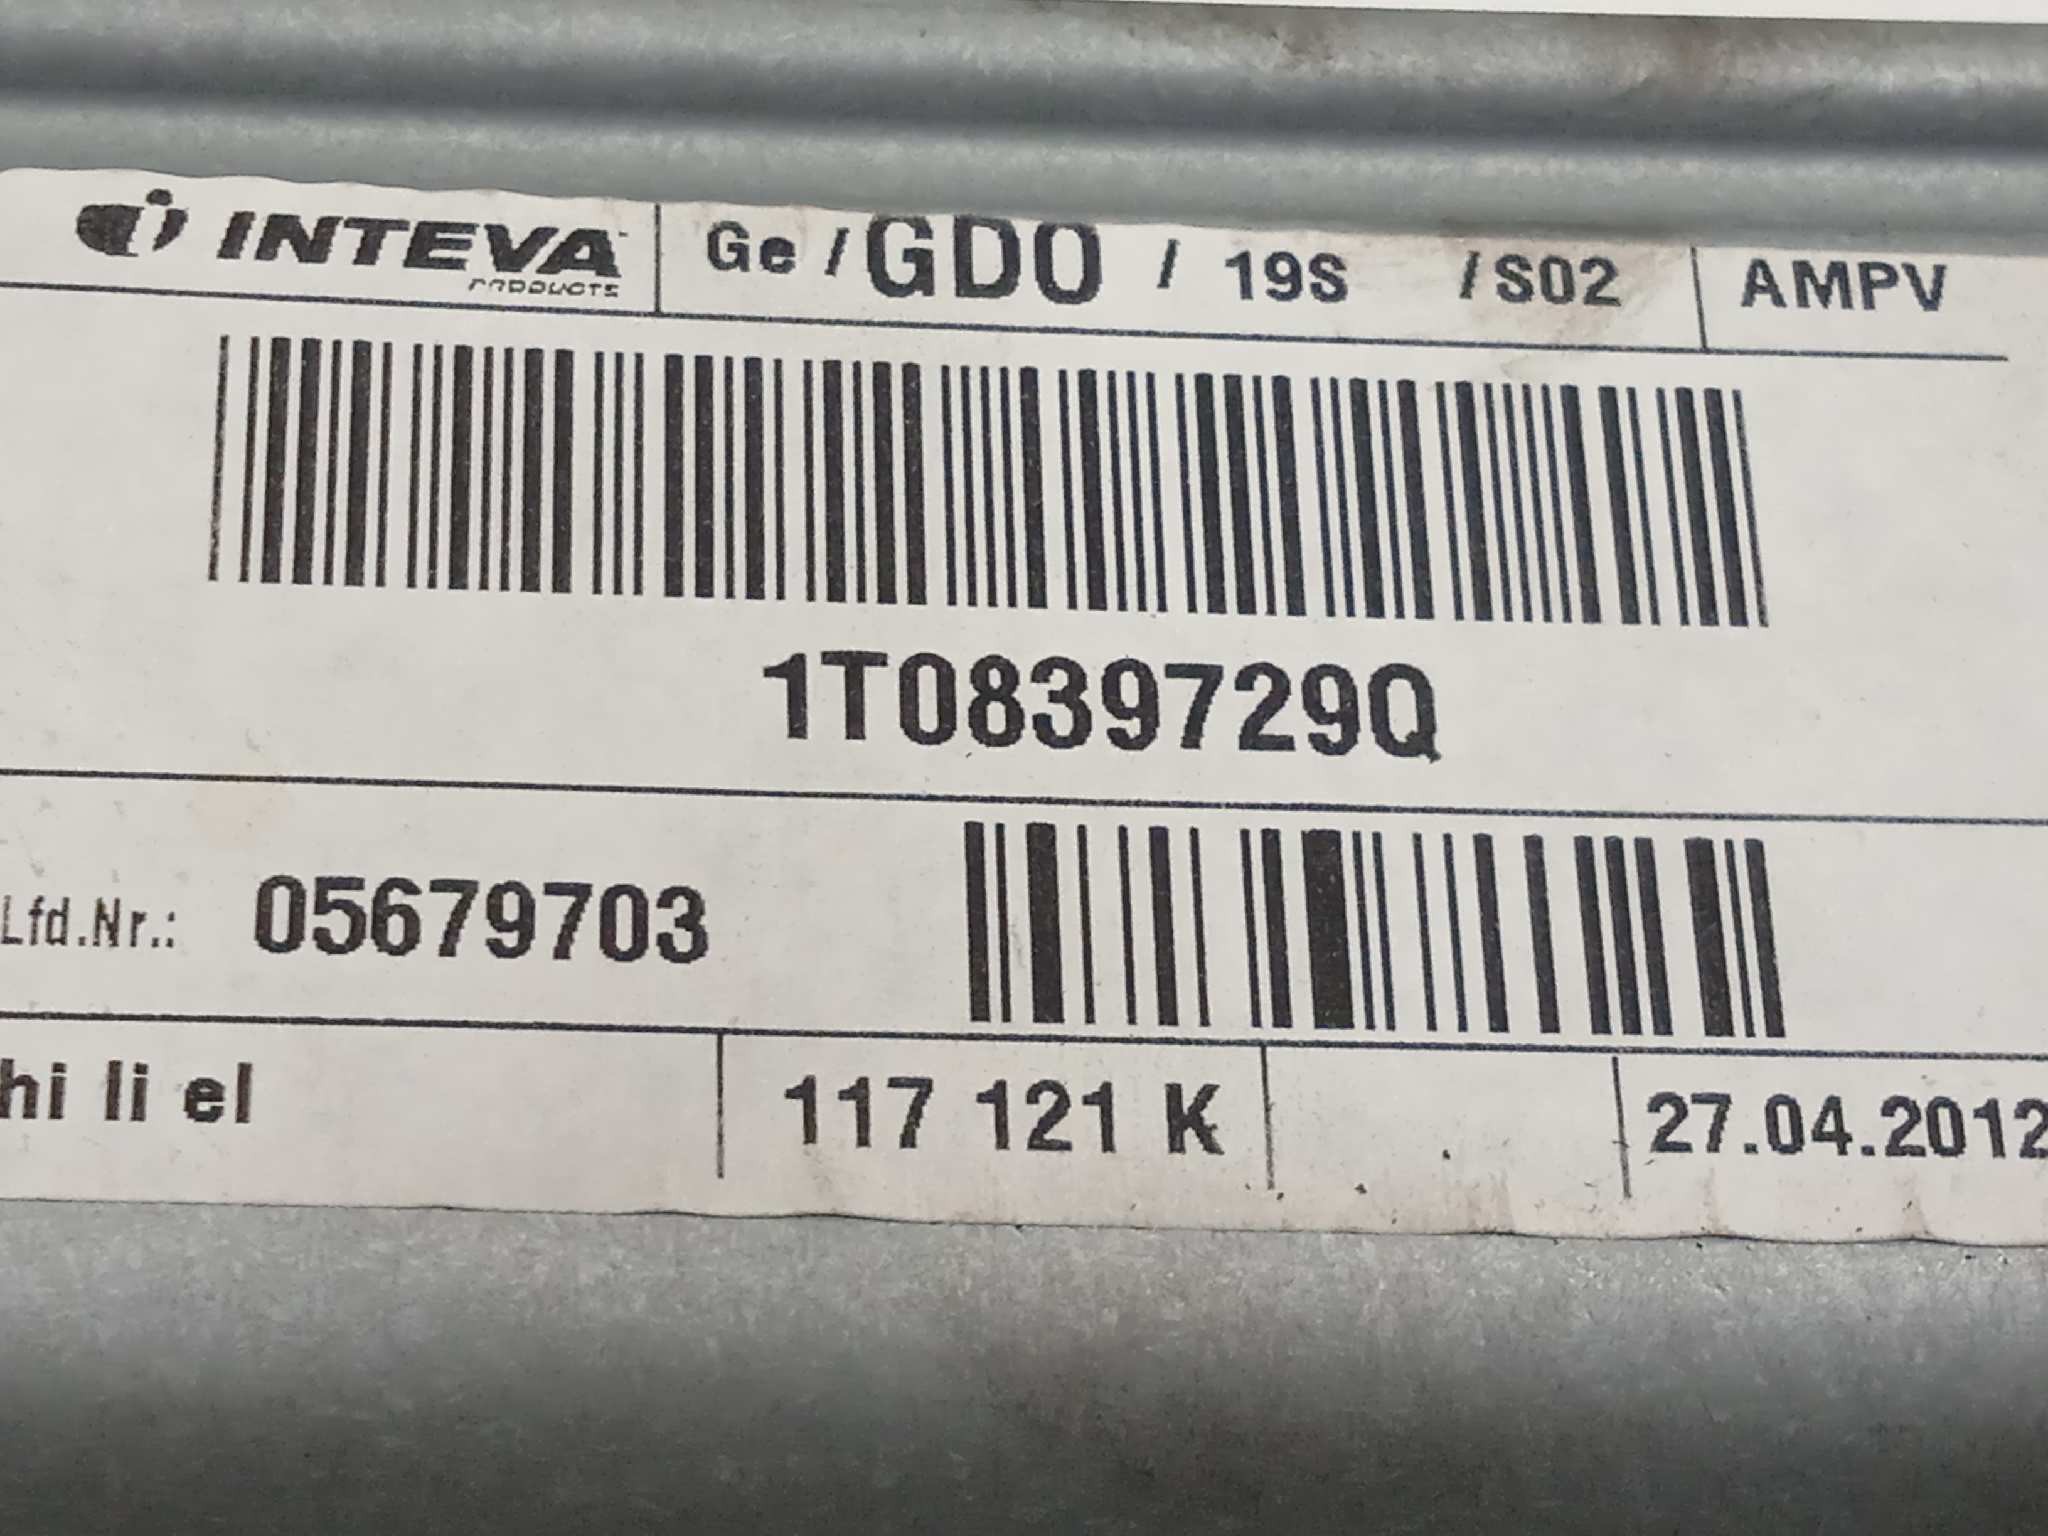 INTEVA Ge / GDO / 19S / S02 AMPV
PRODUCTS
1T0839729Q
Lfd.Nr.: 05679703
hi li el 117 121 K 27.04.2012